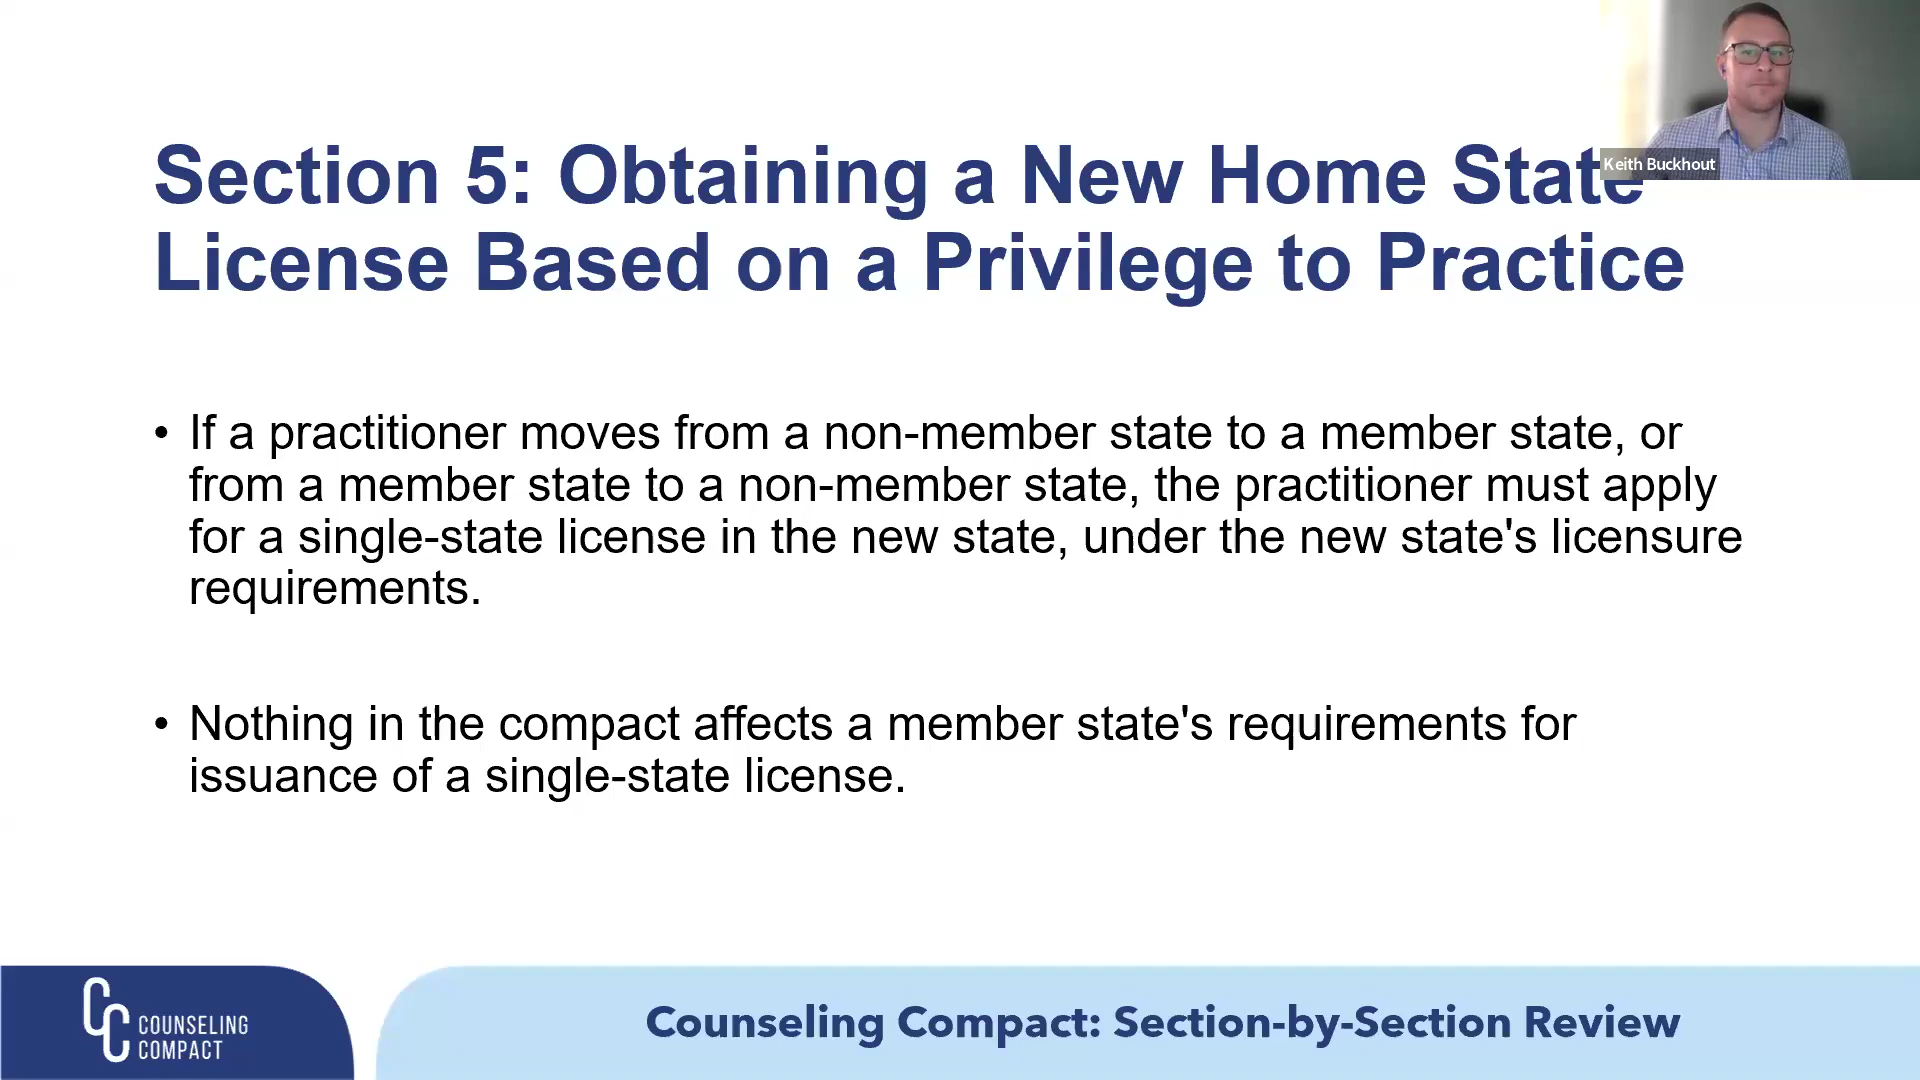 Section 5: Obtaining a New Home State
License Based on a Privilege to Practice
Keith Buckhout
• If a practitioner moves from a non-member state to a member state, or
from a member state to a non-member state, the practitioner must apply
for a single-state license in the new state, under the new state's licensure
requirements.
• Nothing in the compact affects a member state's requirements for
issuance of a single-state license.
CC COUNSELING
COMPACT
Counseling Compact: Section-by-Section Review